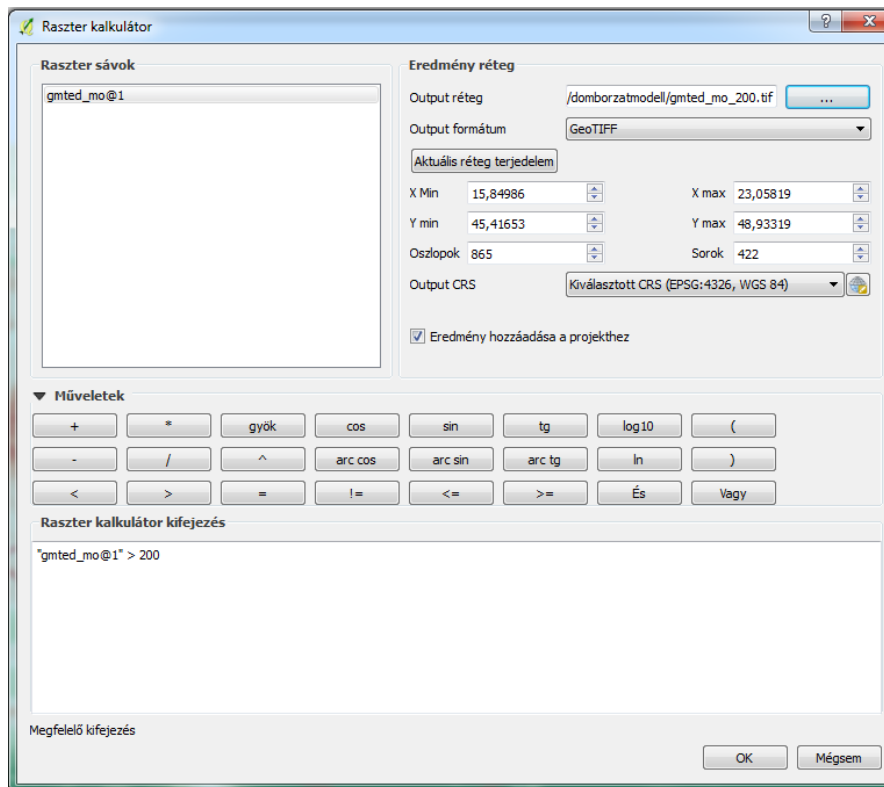 Raszter kalkulátor
Raszter sávok
gmted_mo@1
Eredmény réteg
Output réteg /domborzatmodell/gmted_mo_200.tif ...
Output formátum GeoTIFF
Aktuális réteg terjedelem
X Min 15,84986 X max 23,05819
Y min 45,41653 Y max 48,93319
Oszlopok 865 Sorok 422
Output CRS Kiválasztott CRS (EPSG:4326, WGS 84)
Eredmény hozzáadása a projekthez
Műveletek
+ * gyök cos sin tg log10 (
- / ^ arc cos arc sin arc tg ln )
< > = != <= >= És Vagy
Raszter kalkulátor kifejezés
"gmted_mo@1" > 200
Megfelelő kifejezés
OK Mégsem